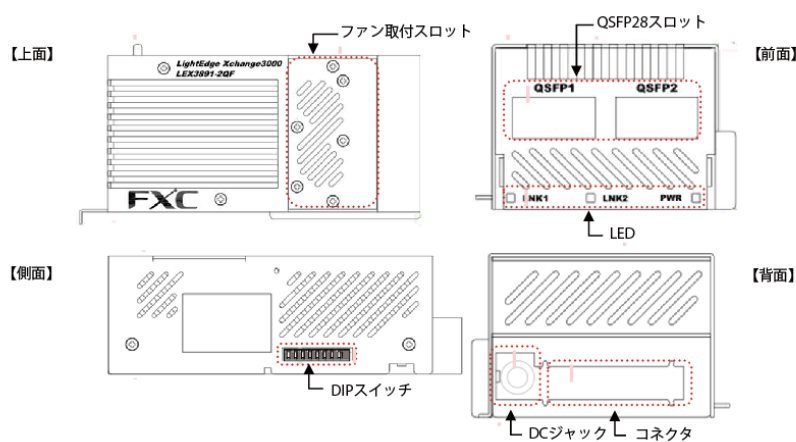 ファン取付スロット
QSFP28スロット
【上面】
LightEdge Xchange3000
LEX3891-2QF
FXC
【前面】
QSFP1 QSFP2
LNK1 LNK2 PWR
LED
【側面】
DIPスイッチ
【背面】
DCジャック
コネクタ